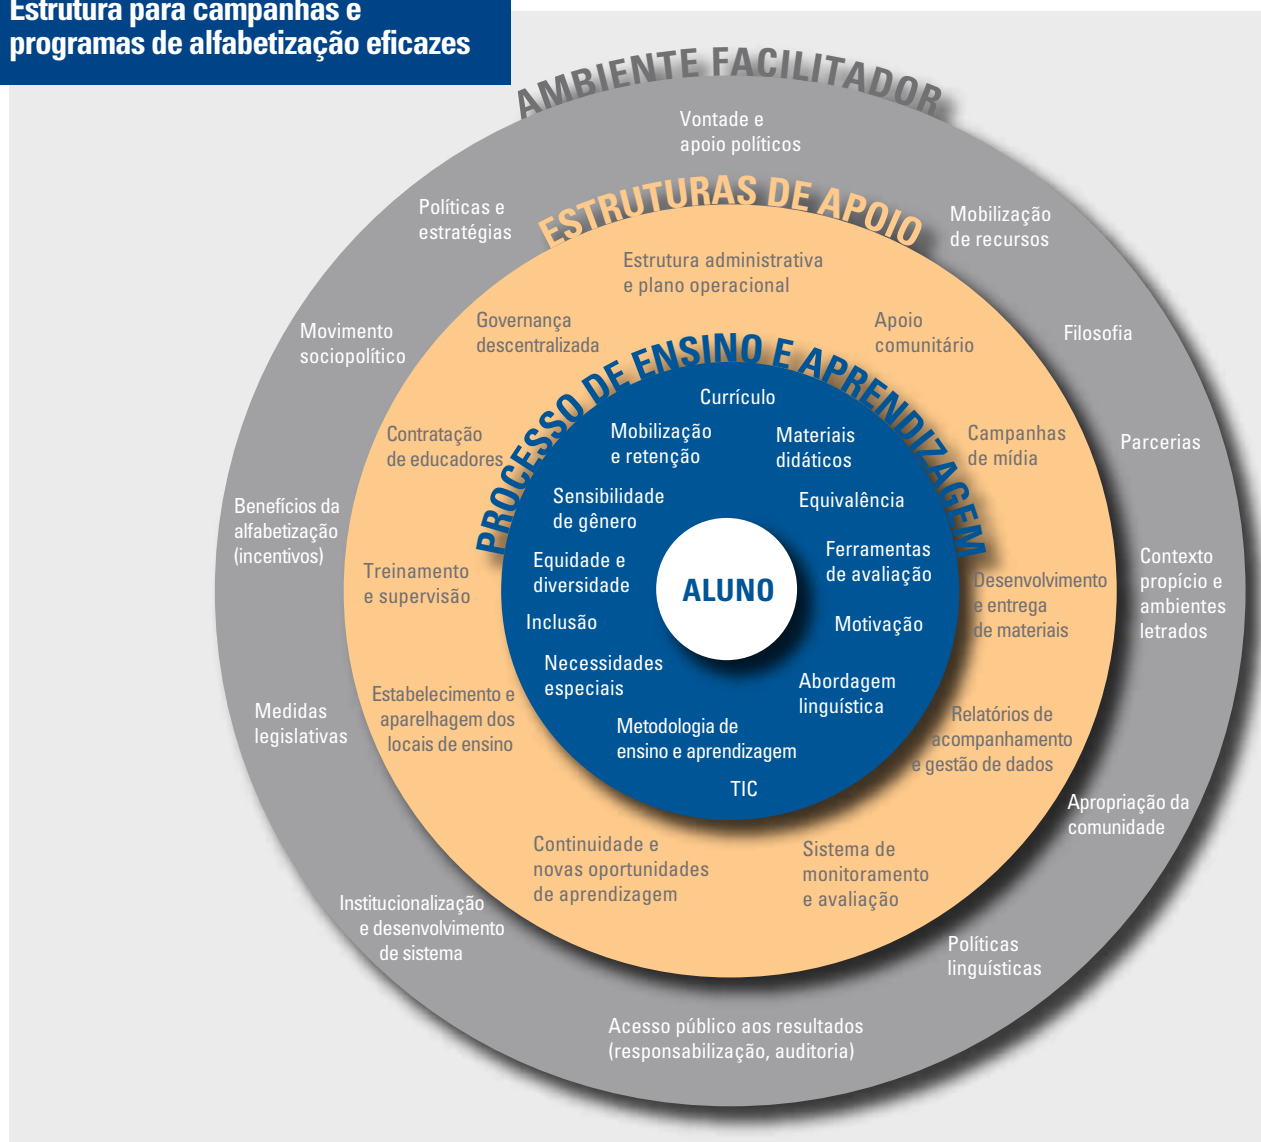 Estrutura para campanhas e
programas de alfabetização eficazes
AMBIENTE FACILITADOR
Vontade e
apoio políticos
Políticas e
estratégias
Mobilização
de recursos
Movimento
sociopolítico
Filosofia
Parcerias
Benefícios da
alfabetização
(incentivos)
Contexto
propício e
ambientes
letrados
Medidas
legislativas
Apropriação da
comunidade
Institucionalização
e desenvolvimento
de sistema
Políticas
linguísticas
Acesso público aos resultados
(responsabilização, auditoria)
ESTRUTURAS DE APOIO
Estrutura administrativa
e plano operacional
Governança
descentralizada
Apoio
comunitário
Contratação
de educadores
Campanhas
de mídia
Treinamento
e supervisão
Desenvolvimento
e entrega
de materiais
Estabelecimento e
aparelhagem dos
locais de ensino
Relatórios de
acompanhamento
e gestão de dados
Continuidade e
novas oportunidades
de aprendizagem
Sistema de
monitoramento
e avaliação
PROCESSO DE ENSINO E APRENDIZAGEM
Currículo
Mobilização
e retenção
Materiais
didáticos
Sensibilidade
de gênero
Equivalência
Equidade e
diversidade
Ferramentas
de avaliação
Inclusão
Motivação
Necessidades
especiais
Abordagem
linguística
Metodologia de
ensino e aprendizagem
TIC
ALUNO